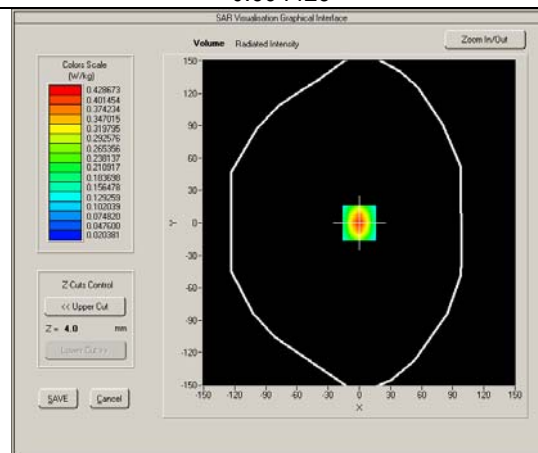 SAR Visualisation Graphical Interface
Volume Radiated Intensity
Zoom In/Out
Colors Scale
(W/kg)
0.428673
0.401454
0.374234
0.347015
0.319795
0.292576
0.265356
0.238137
0.210917
0.183698
0.156478
0.129259
0.102039
0.074820
0.047600
0.020381
Z Cuts Control
<< Upper Cut
Z = 4.0 mm
Lower Cut >>
SAVE
Cancel
150
120
90
60
30
0
-30
-60
-90
-120
-150
Y
-150 -120 -90 -60 -30 0 30 60 90 120 150
X